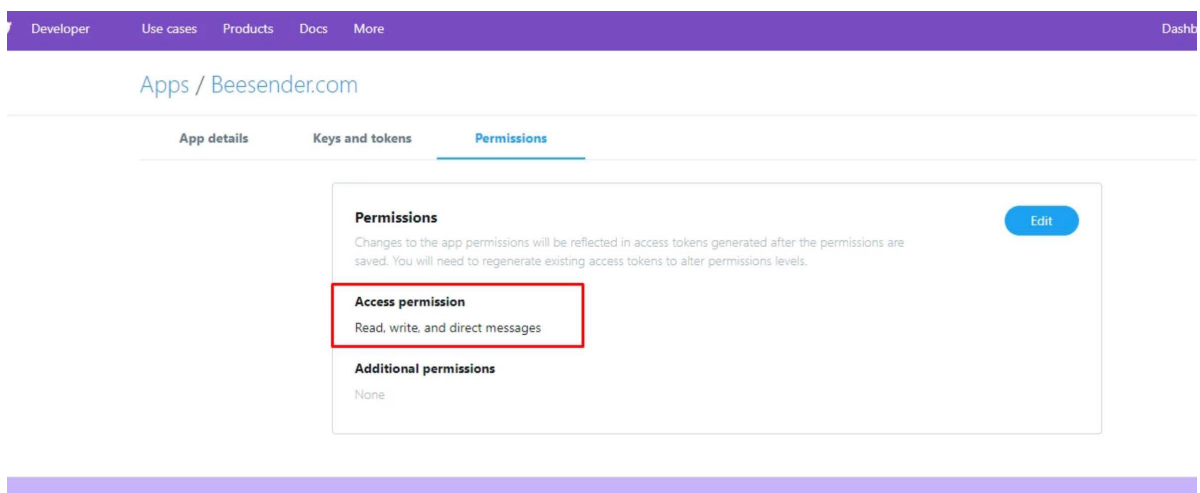 Developer Use cases Products Docs More
Apps / Beesender.com
App details Keys and tokens Permissions
Permissions
Edit
Changes to the app permissions will be reflected in access tokens generated after the permissions are
saved. You will need to regenerate existing access tokens to alter permissions levels.
Access permission
Read, write, and direct messages
Additional permissions
None